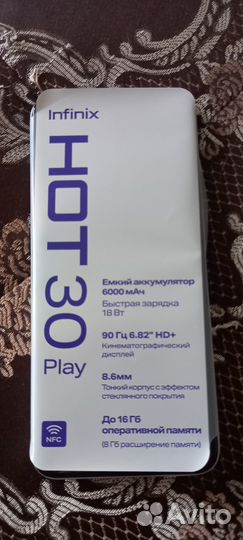 Infinix
HOT 30
Play
Емкий аккумулятор
6000 мАч
Быстрая зарядка
18 Вт
90 Гц 6.82" HD+
Кинематографический
дисплей
8.6мм
Тонкий корпус с эффектом
стеклянного покрытия
До 16 Гб
оперативной памяти
(8 Гб расширение памяти)
NFC
Avito